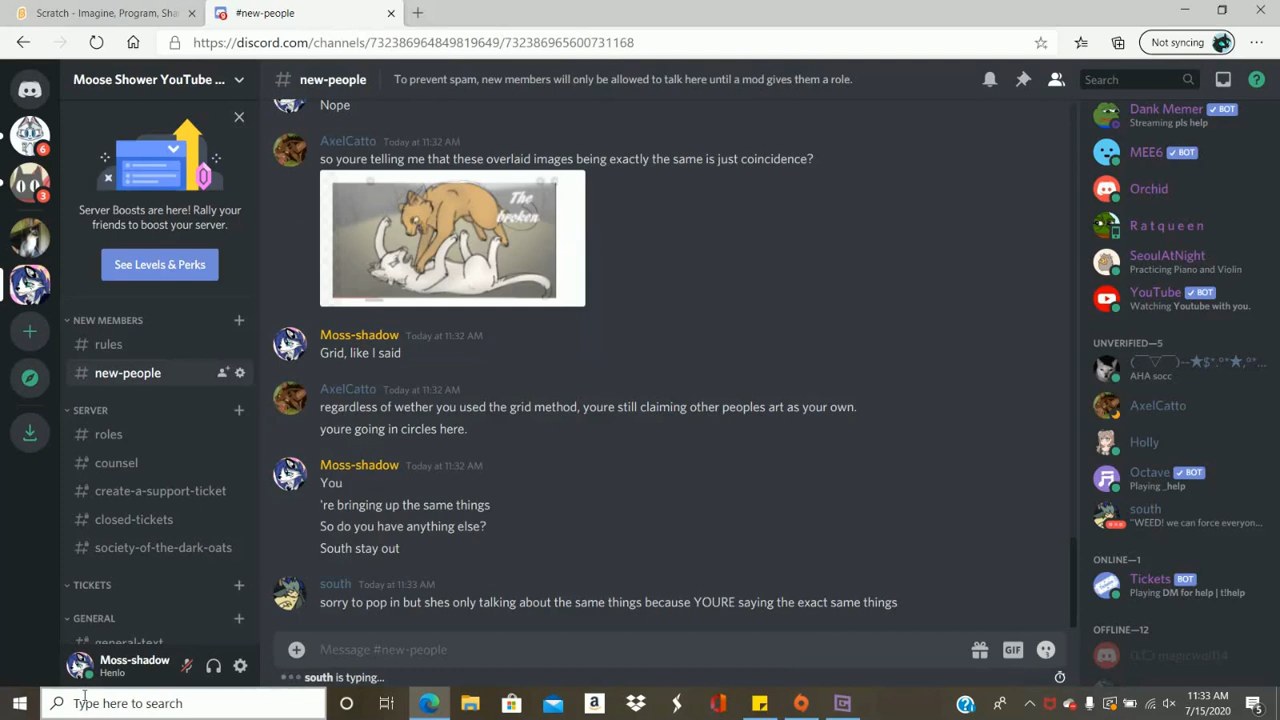 Scratch - Imagine, Program, Sha
#new-people
https://discord.com/channels/732386964849819649/732386965600731168
Not syncing
Moose Shower YouTube ...
new-people
To prevent spam, new members will only be allowed to talk here until a mod gives them a role.
Search
6
3
Server Boosts are here! Rally your
friends to boost your server.
See Levels & Perks
NEW MEMBERS
rules
new-people
SERVER
roles
counsel
create-a-support-ticket
closed-tickets
society-of-the-dark-oats
TICKETS
GENERAL
general-text
Moss-shadow
Henlo
Nope
AxelCatto Today at 11:32 AM
so youre telling me that these overlaid images being exactly the same is just coincidence?
The
broken
Moss-shadow Today at 11:32 AM
Grid, like I said
AxelCatto Today at 11:32 AM
regardless of wether you used the grid method, youre still claiming other peoples art as your own.
youre going in circles here.
Moss-shadow Today at 11:32 AM
You
're bringing up the same things
So do you have anything else?
South stay out
south Today at 11:33 AM
sorry to pop in but shes only talking about the same things because YOURE saying the exact same things
Message #new-people
GIF
south is typing...
Dank Memer BOT
Streaming pls help
MEE6 BOT
Orchid
R a t q u e e n
SeoulAtNight
Practicing Piano and Violin
YouTube BOT
Watching Youtube with you.
UNVERIFIED—5
AHA socc
AxelCatto
Holly
Octave BOT
Playing _help
south
"WEED! we can force everyon...
ONLINE—1
Tickets BOT
Playing DM for help | t!help
OFFLINE—12
Type here to search
11:33 AM
7/15/2020